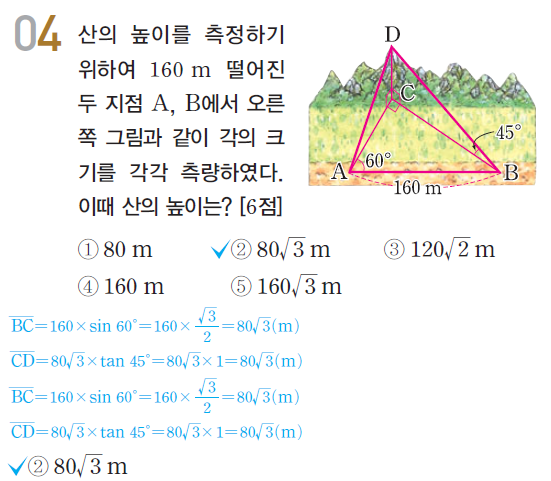 04 산의 높이를 측정하기
위하여 160 m 떨어진
두 지점 A, B에서 오른
쪽 그림과 같이 각의 크
기를 각각 측량하였다.
이때 산의 높이는? [6점]
D
C
45°
A 60° B
160 m
① 80 m ✓② 80√3 m ③ 120√2 m
④ 160 m ⑤ 160√3 m
B̅C̅=160×sin 60°=160×√3/2=80√3(m)
C̅D̅=80√3×tan 45°=80√3×1=80√3(m)
B̅C̅=160×sin 60°=160×√3/2=80√3(m)
C̅D̅=80√3×tan 45°=80√3×1=80√3(m)
✓② 80√3 m